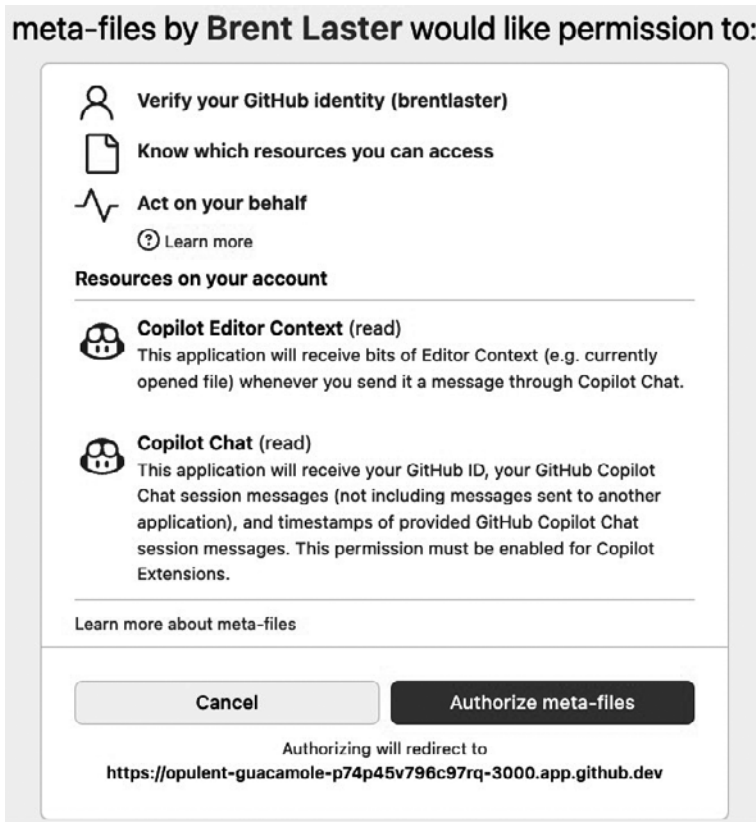 meta-files by Brent Laster would like permission to:
Verify your GitHub identity (brentlaster)
Know which resources you can access
Act on your behalf
Learn more
Resources on your account
Copilot Editor Context (read)
This application will receive bits of Editor Context (e.g. currently
opened file) whenever you send it a message through Copilot Chat.
Copilot Chat (read)
This application will receive your GitHub ID, your GitHub Copilot
Chat session messages (not including messages sent to another
application), and timestamps of provided GitHub Copilot Chat
session messages. This permission must be enabled for Copilot
Extensions.
Learn more about meta-files
Cancel
Authorize meta-files
Authorizing will redirect to
https://opulent-guacamole-p74p45v796c97rq-3000.app.github.dev